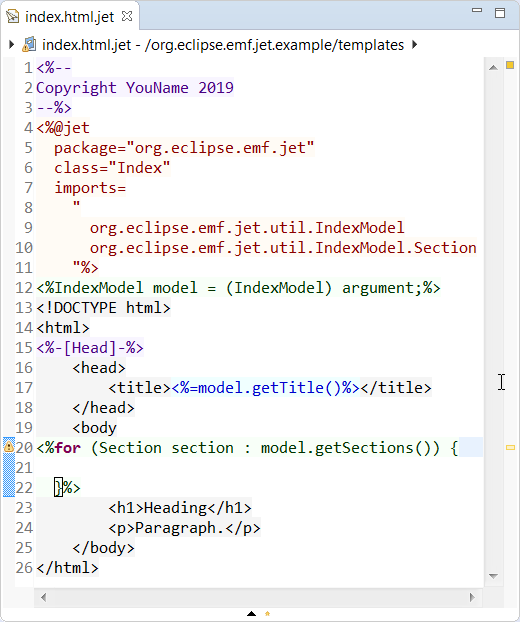 index.html.jet
index.html.jet - /org.eclipse.emf.jet.example/templates
1 <%--
2 Copyright YouName 2019
3 --%>
4 <%@jet
5   package="org.eclipse.emf.jet"
6   class="Index"
7   imports=
8     "
9       org.eclipse.emf.jet.util.IndexModel
10       org.eclipse.emf.jet.util.IndexModel.Section
11     "%>
12 <%IndexModel model = (IndexModel) argument;%>
13 <!DOCTYPE html>
14 <html>
15 <%-[Head]-%>
16     <head>
17         <title><%=model.getTitle()%></title>
18     </head>
19     <body
20 <%for (Section section : model.getSections()) {
21
22   }%>
23         <h1>Heading</h1>
24         <p>Paragraph.</p>
25     </body>
26 </html>